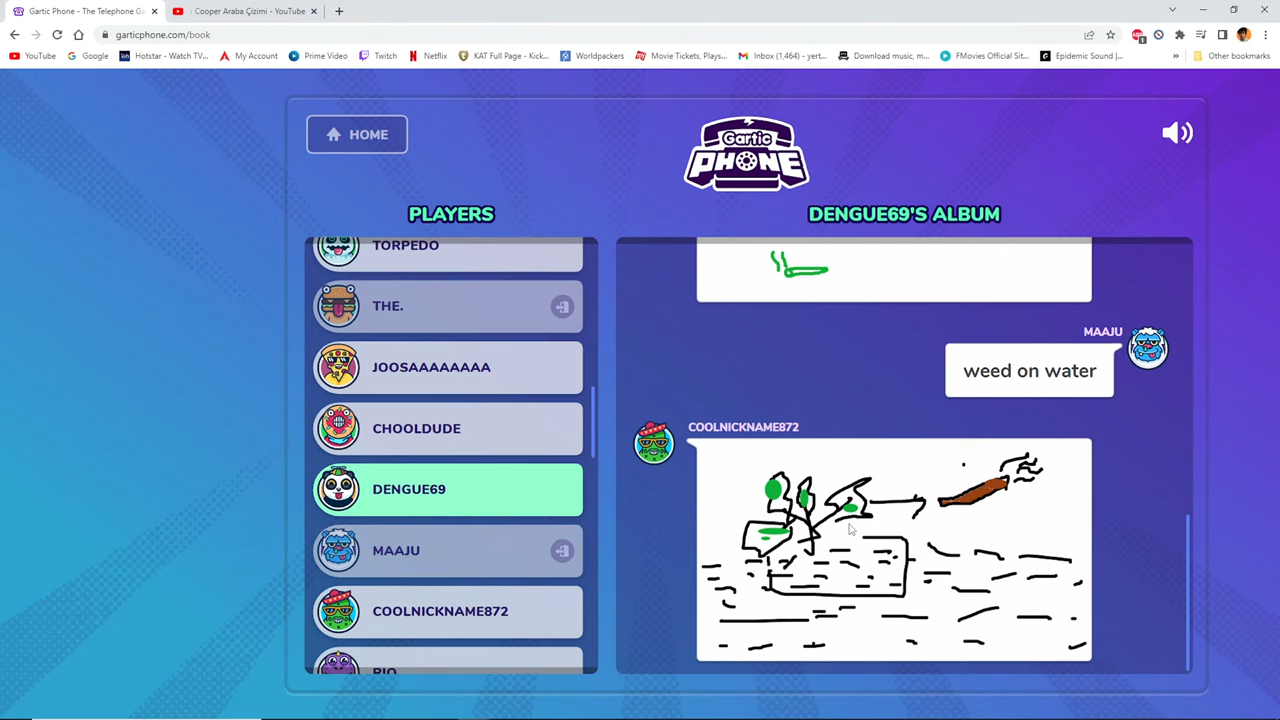 Gartic Phone - The Telephone Ga
Cooper Araba Çizimi - YouTube
garticphone.com/book
YouTube
Google
Hotstar - Watch TV...
My Account
Prime Video
Twitch
Netflix
KAT Full Page - Kick...
Worldpackers
Movie Tickets, Plays...
Inbox (1,464) - yert...
Download music, m...
FMovies Official Sit...
Epidemic Sound |...
»
Other bookmarks
HOME
Gartic
PHONE
PLAYERS
DENGUE69'S ALBUM
TORPEDO
THE.
JOOSAAAAAAA
CHOOLDUDE
DENGUE69
MAAJU
COOLNICKNAME872
RIO
MAAJU
weed on water
COOLNICKNAME872